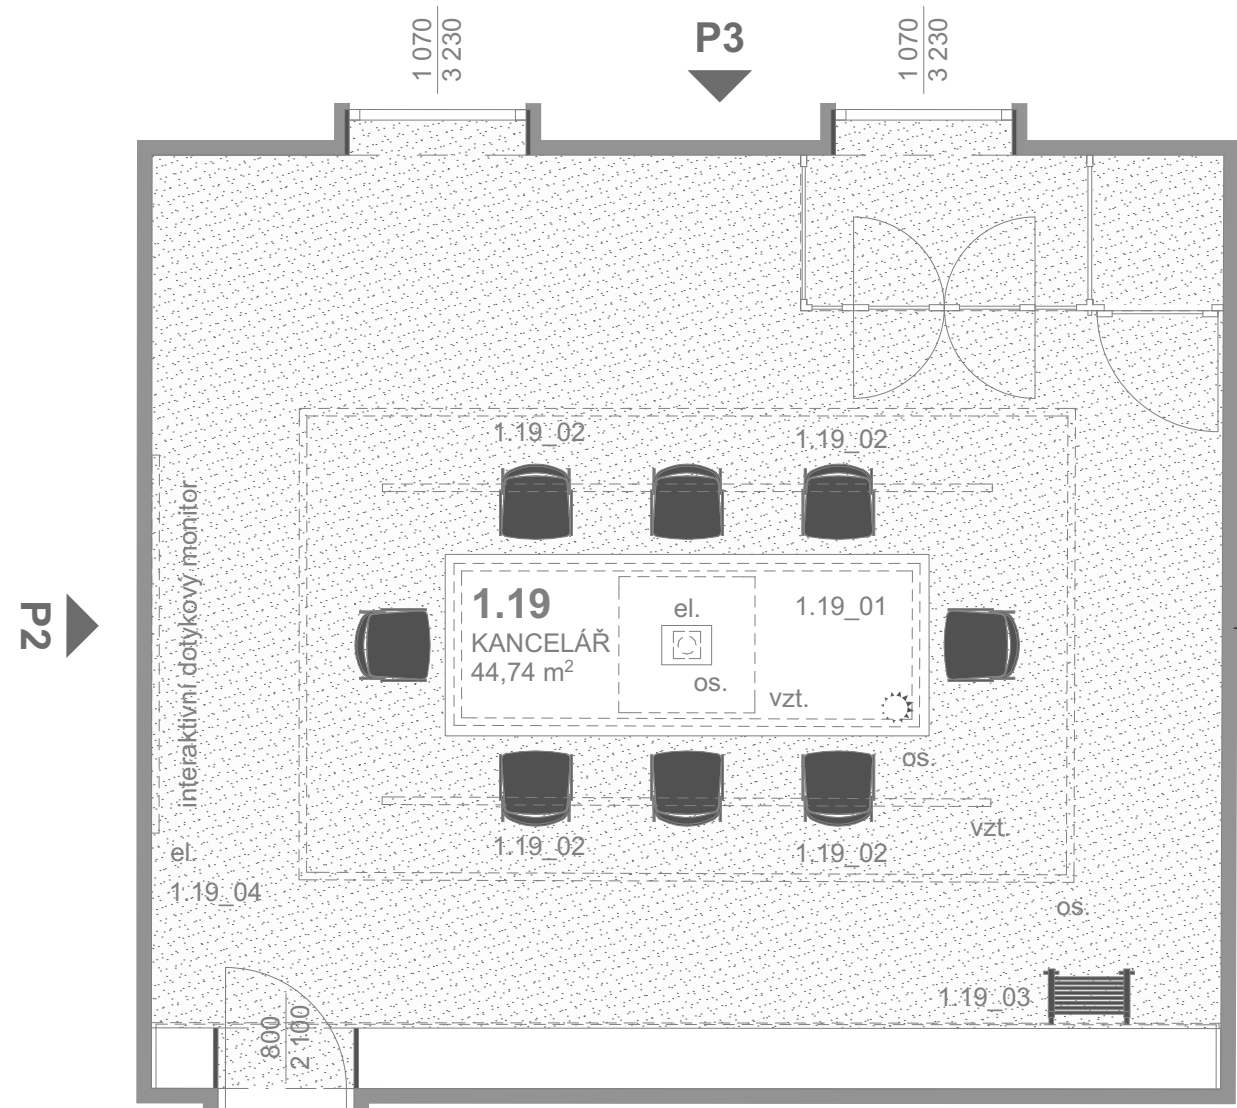 1 070
3 230
P3
1 070
3 230
1.19_02
1.19_02
interaktivní dotykovy monitor
P2
1.19
KANCELÁŘ
44,74 m²
el.
os.
1.19_01
vzt.
os.
1.19_02
1.19_02
vzt.
el.
1.19_04
os.
1.19_03
800
2 100